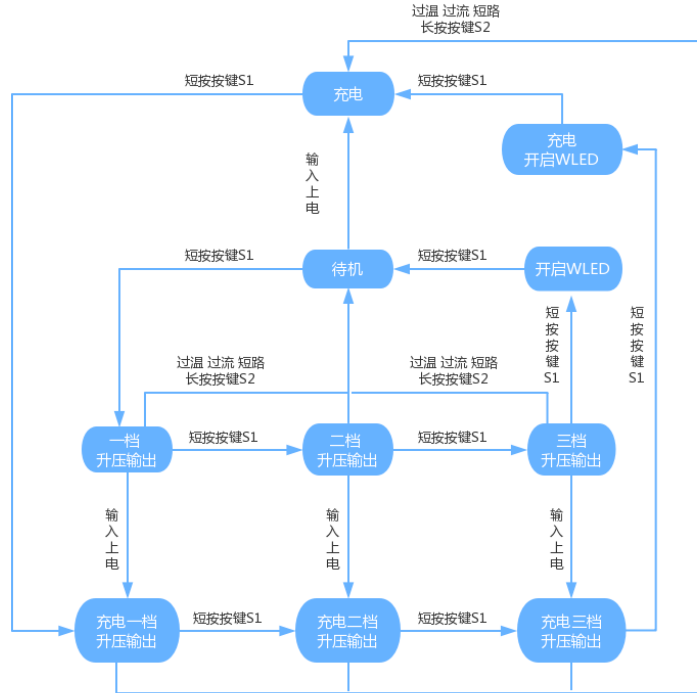 过温 过流 短路
长按按键S2
短按按键S1
充电
短按按键S1
充电
开启WLED
输入上电
短按按键S1
待机
短按按键S1
开启WLED
短按按键S1
短按按键S1
过温 过流 短路
长按按键S2
过温 过流 短路
长按按键S2
一档
升压输出
短按按键S1
二档
升压输出
短按按键S1
三档
升压输出
输入上电
输入上电
输入上电
充电一档
升压输出
短按按键S1
充电二档
升压输出
短按按键S1
充电三档
升压输出